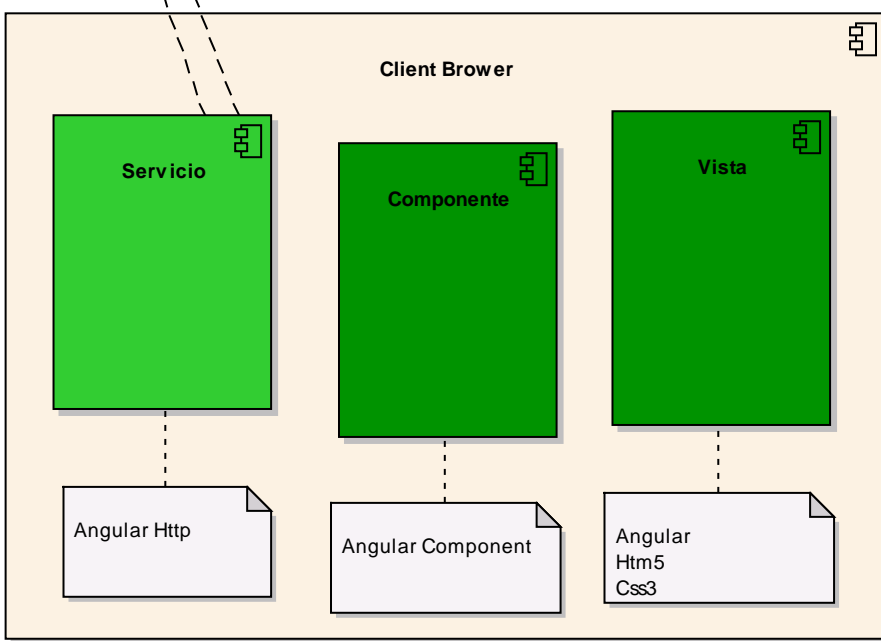 Client Brower
Servicio
Componente
Vista
Angular Http
Angular Component
Angular
Htm5
Css3